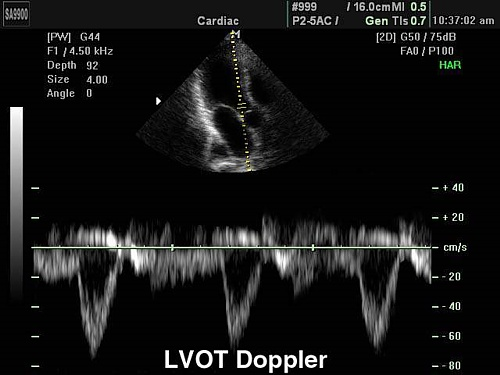 SA9900
Cardiac
#999 / 16.0cm MI 0.5
P2-5AC / Gen TIs 0.7
10:37:02 am
[PW] G44
F1 / 4.50 kHz
Depth 92
Size 4.00
Angle 0
[2D] G50 / 75dB
FA0 / P100
HAR
M
+ 40
+ 20
cm/s
- 20
- 40
- 60
- 80
LVOT Doppler